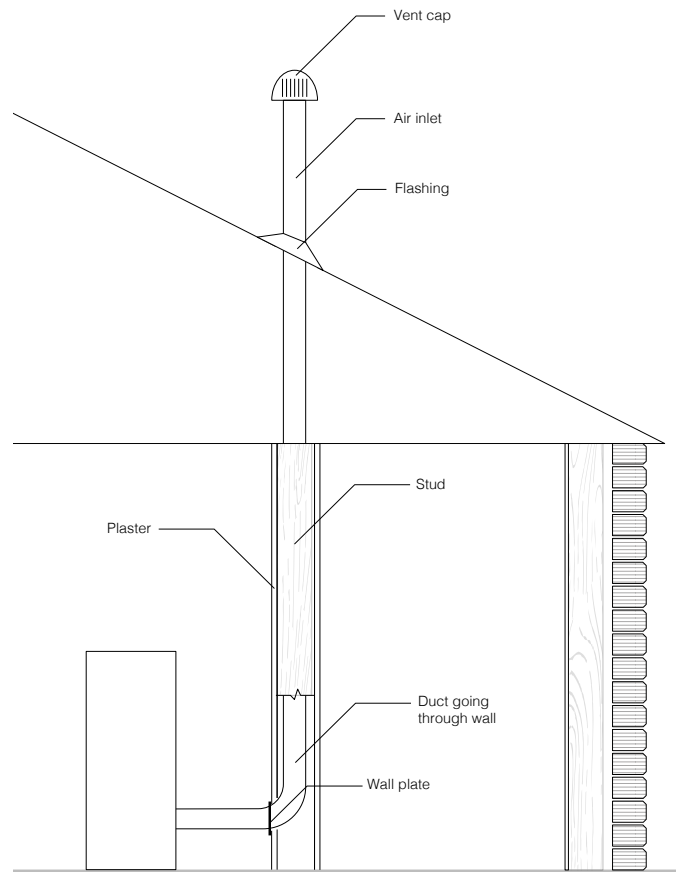 Vent cap
Air inlet
Flashing
Stud
Plaster
Duct going
through wall
Wall plate